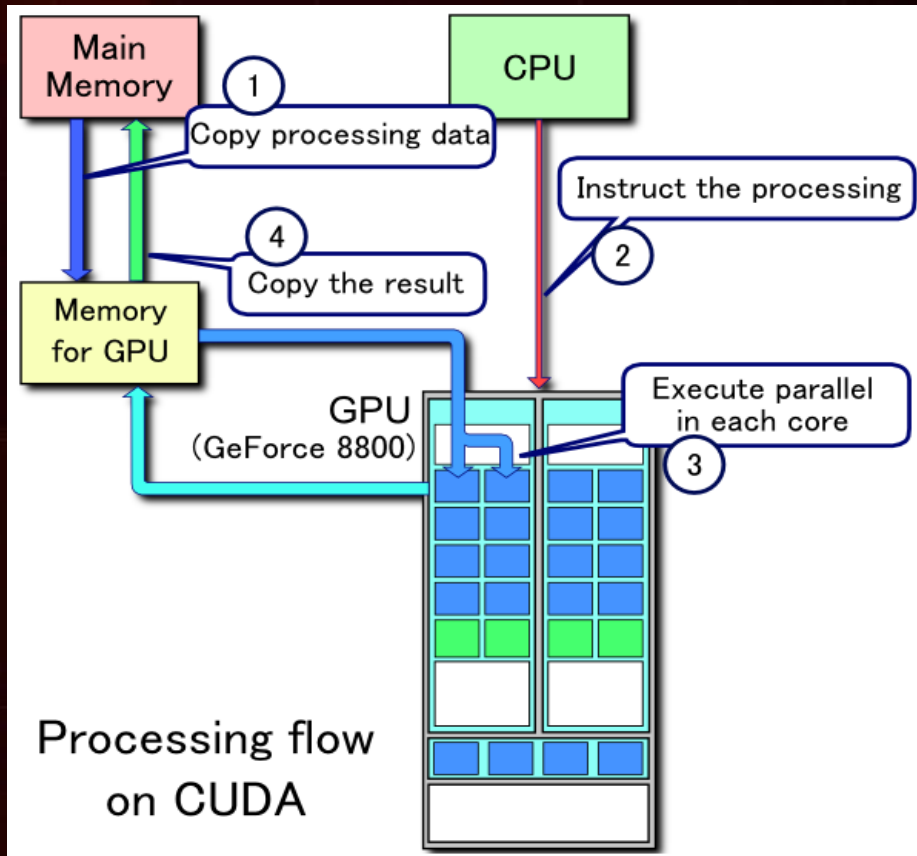 Main
Memory
CPU
1
Copy processing data
Instruct the processing
2
4
Copy the result
Memory
for GPU
GPU
(GeForce 8800)
Execute parallel
in each core
3
Processing flow
on CUDA